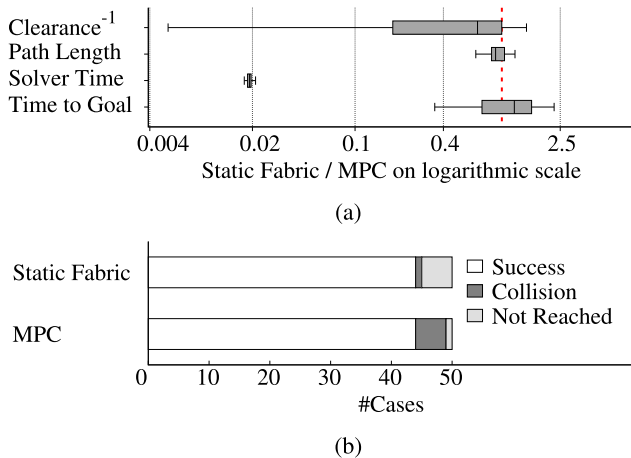 Clearance⁻¹
Path Length
Solver Time
Time to Goal
0.004 0.02 0.1 0.4 2.5
Static Fabric / MPC on logarithmic scale
(a)
Static Fabric
MPC
Success
Collision
Not Reached
0 10 20 30 40 50
#Cases
(b)